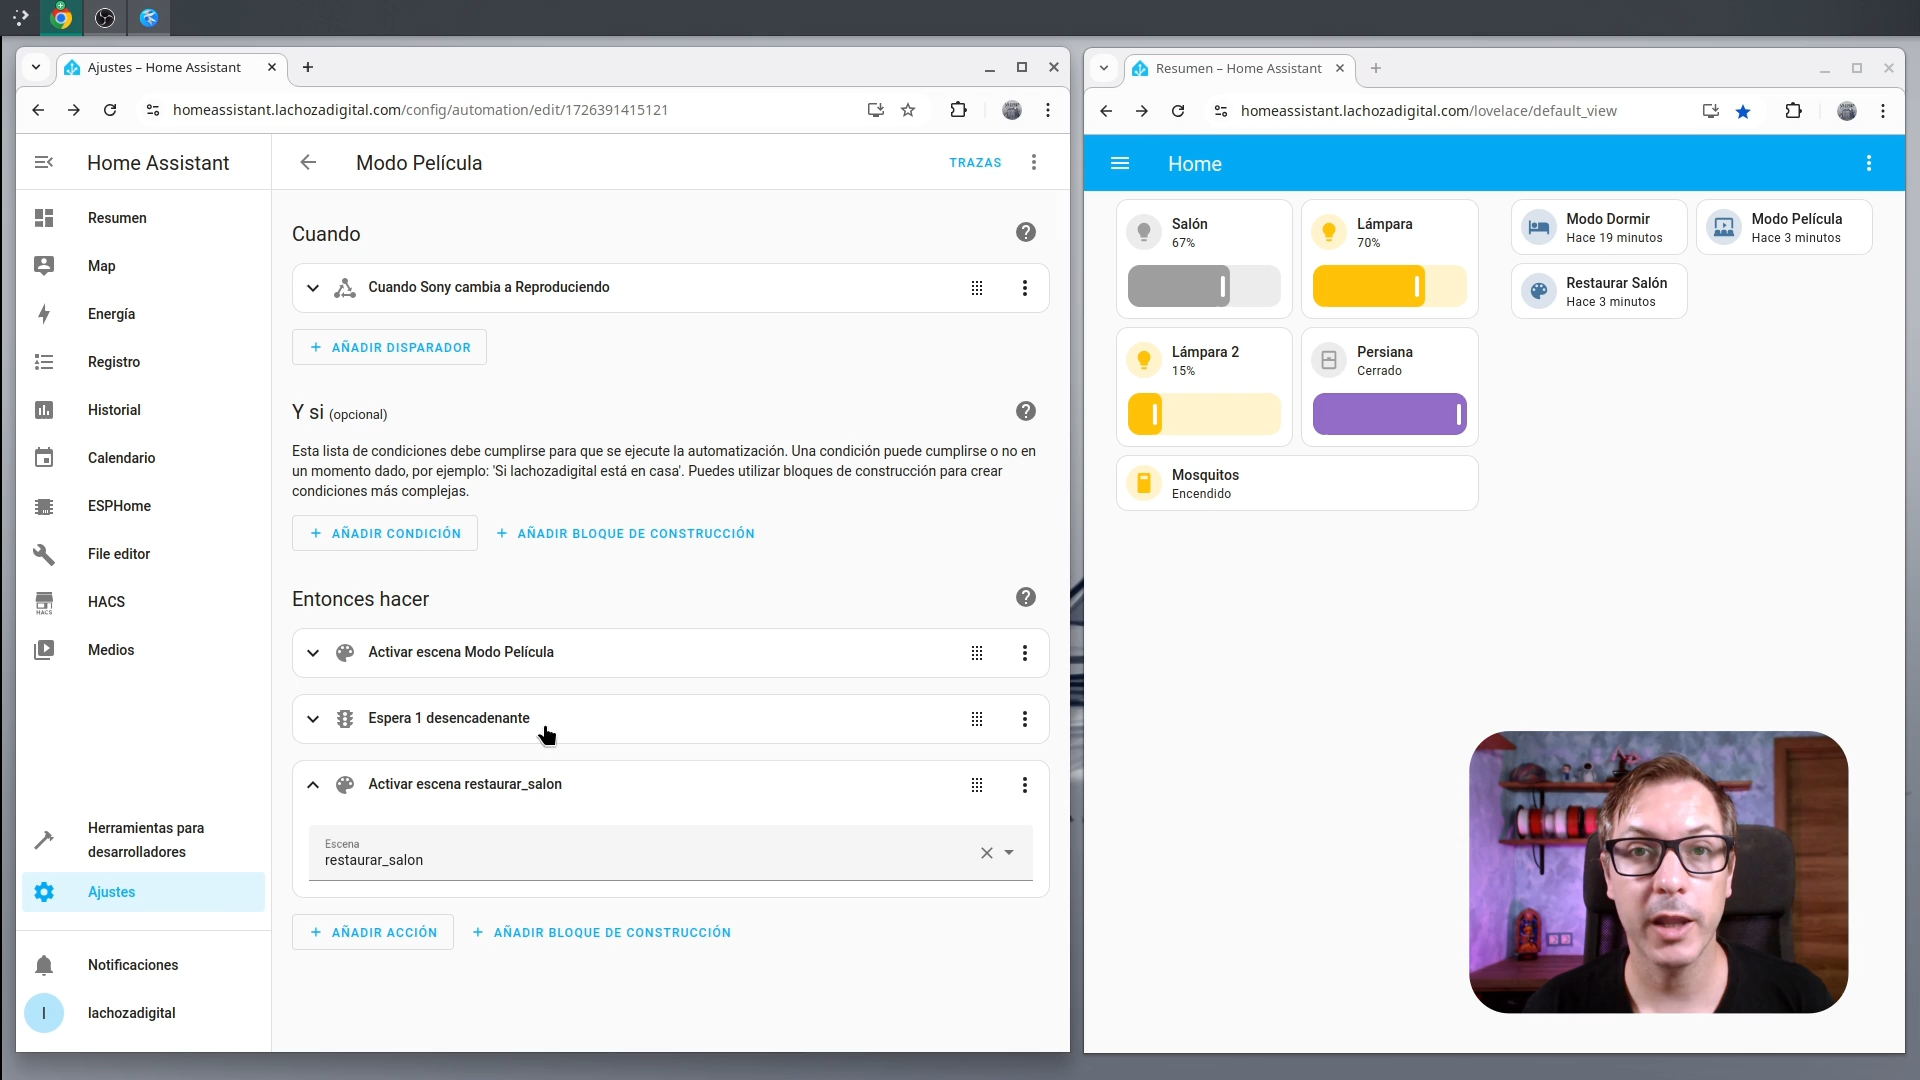 Ajustes – Home Assistant
homeassistant.lachozadigital.com/config/automation/edit/1726391415121
Home Assistant
Resumen
Map
Energía
Registro
Historial
Calendario
ESPHome
File editor
HACS
HACS
Medios
Herramientas para
desarrolladores
Ajustes
Notificaciones
l
lachozadigital
Modo Película
TRAZAS
Cuando
Cuando Sony cambia a Reproduciendo
+ AÑADIR DISPARADOR
Y si (opcional)
Esta lista de condiciones debe cumplirse para que se ejecute la automatización. Una condición puede cumplirse o no en
un momento dado, por ejemplo: 'Si lachozadigital está en casa'. Puedes utilizar bloques de construcción para crear
condiciones más complejas.
+ AÑADIR CONDICIÓN
+ AÑADIR BLOQUE DE CONSTRUCCIÓN
Entonces hacer
Activar escena Modo Película
Espera 1 desencadenante
Activar escena restaurar_salon
Escena
restaurar_salon
+ AÑADIR ACCIÓN
+ AÑADIR BLOQUE DE CONSTRUCCIÓN
Resumen – Home Assistant
homeassistant.lachozadigital.com/lovelace/default_view
Home
Salón
67%
Lámpara
70%
Lámpara 2
15%
Persiana
Cerrado
Mosquitos
Encendido
Modo Dormir
Hace 19 minutos
Modo Película
Hace 3 minutos
Restaurar Salón
Hace 3 minutos